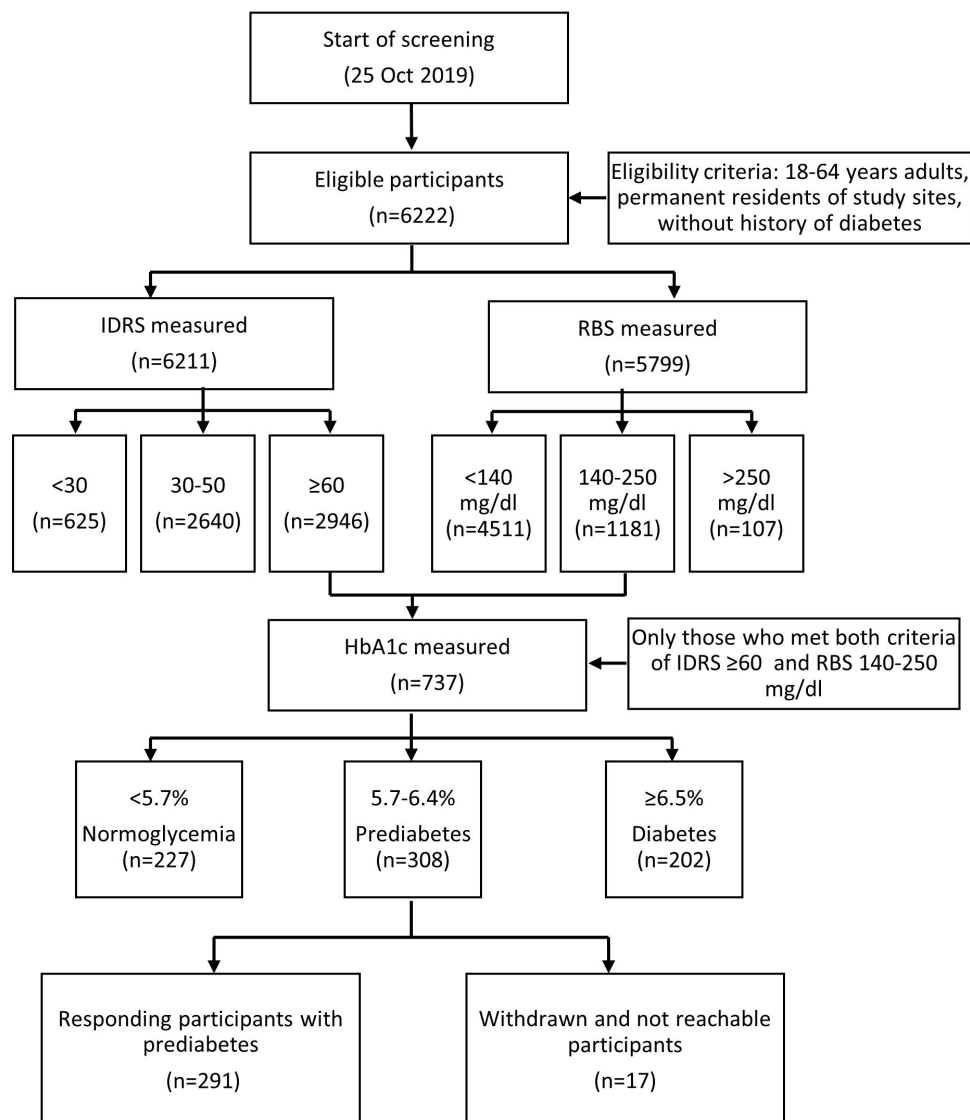 Start of screening
(25 Oct 2019)
Eligible participants
(n=6222)
Eligibility criteria: 18-64 years adults,
permanent residents of study sites,
without history of diabetes
IDRS measured
(n=6211)
RBS measured
(n=5799)
<30
(n=625)
30-50
(n=2640)
≥60
(n=2946)
<140
mg/dl
(n=4511)
140-250
mg/dl
(n=1181)
>250
mg/dl
(n=107)
HbA1c measured
(n=737)
Only those who met both criteria
of IDRS ≥60 and RBS 140-250
mg/dl
<5.7%
Normoglycemia
(n=227)
5.7-6.4%
Prediabetes
(n=308)
≥6.5%
Diabetes
(n=202)
Responding participants with
prediabetes
(n=291)
Withdrawn and not reachable
participants
(n=17)